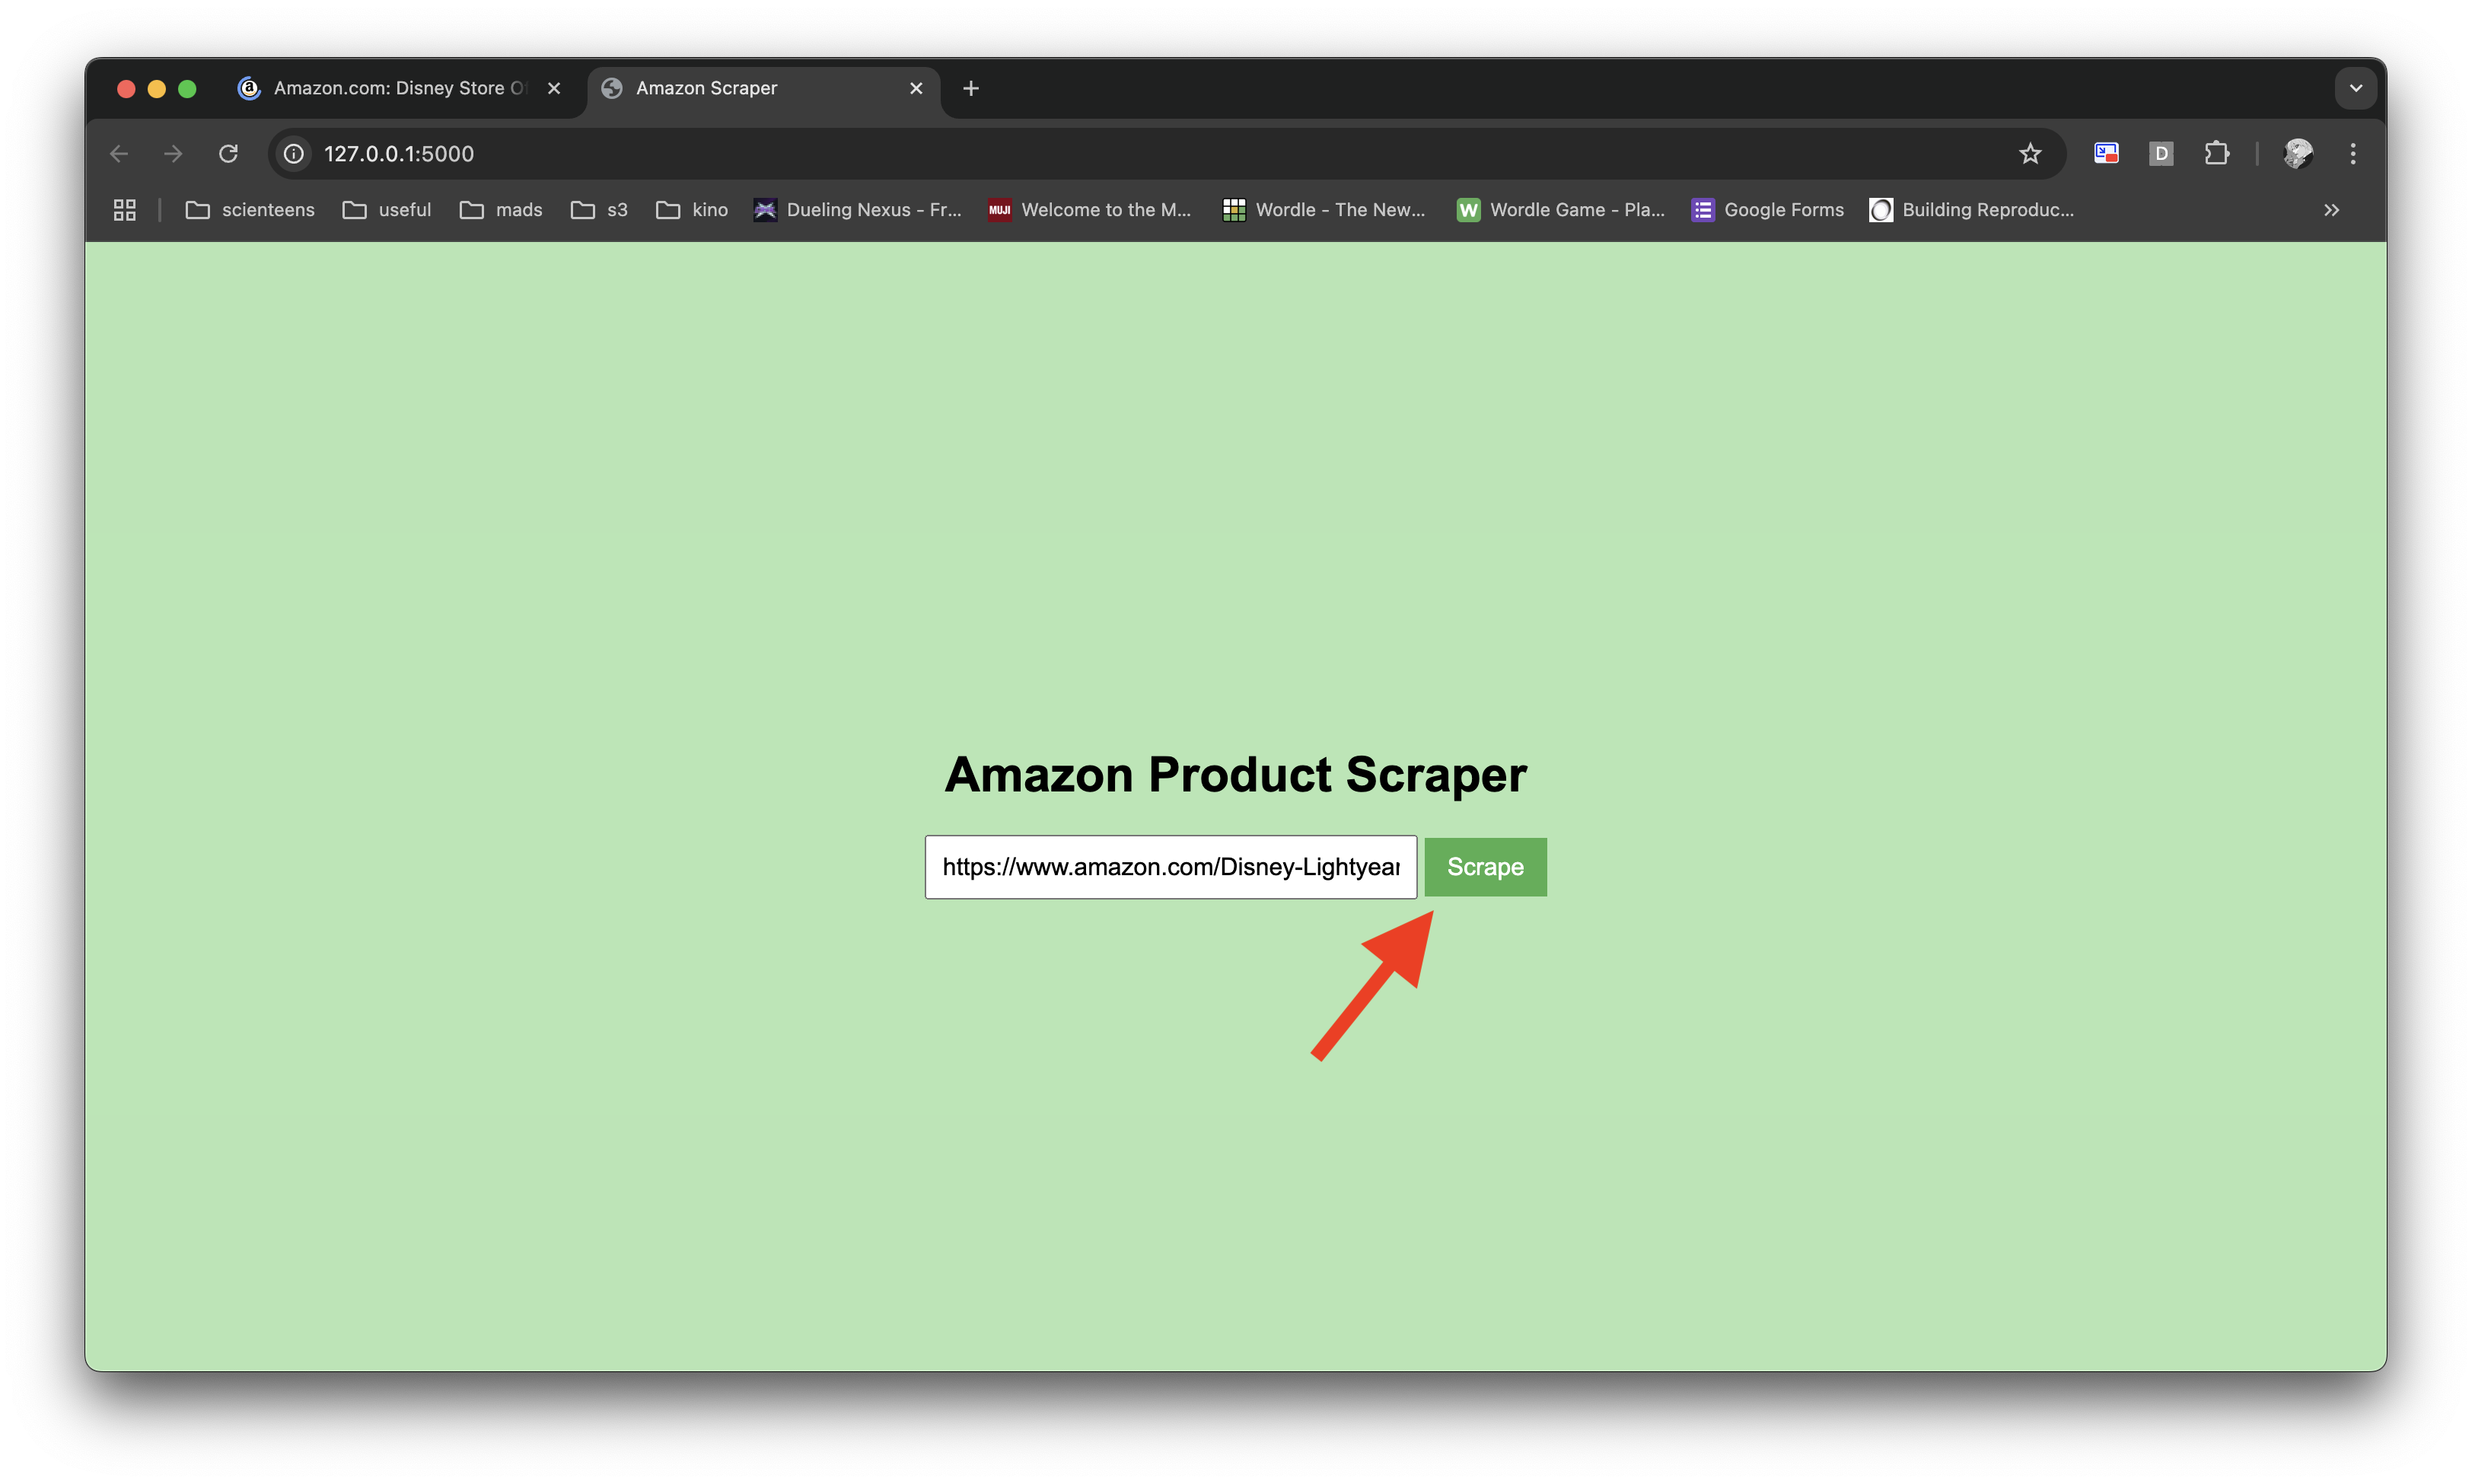 Amazon.com: Disney Store O
Amazon Scraper
127.0.0.1:5000
scienteens useful mads s3 kino Dueling Nexus - Fr... MUJI Welcome to the M... Wordle - The New... W Wordle Game - Pla... Google Forms Building Reproduc...
D
Amazon Product Scraper
https://www.amazon.com/Disney-Lightyear Scrape